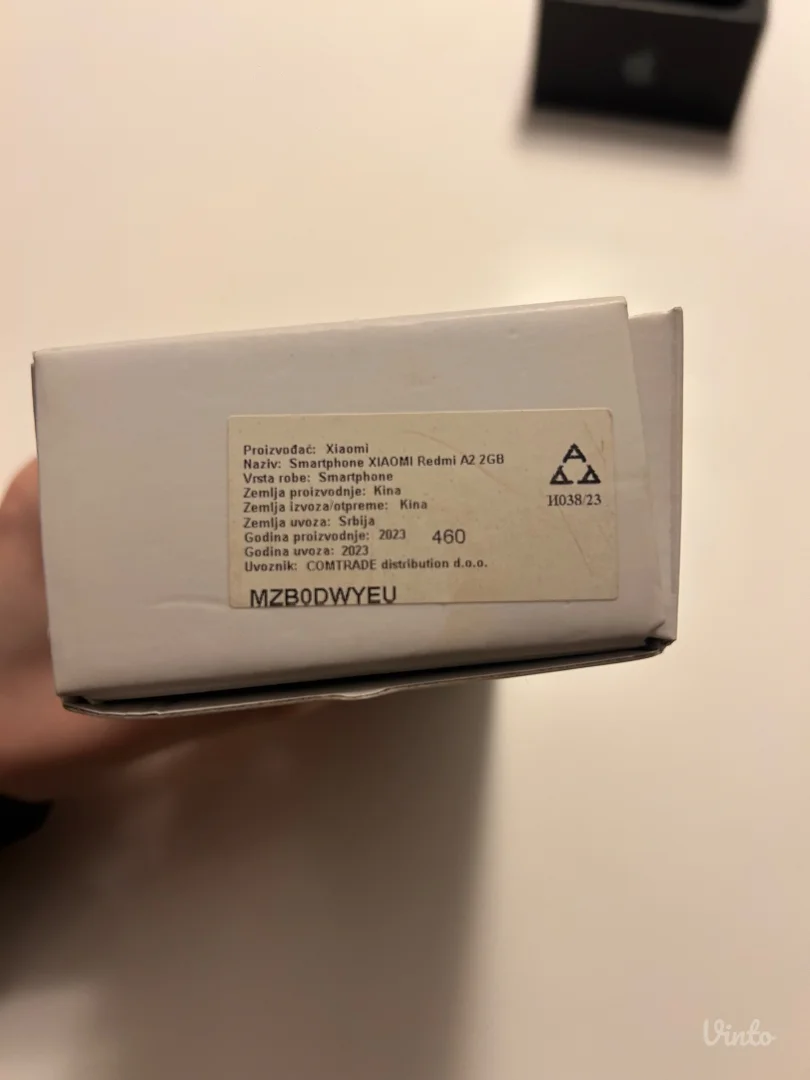 Proizvođač: Xiaomi
Naziv: Smartphone XIAOMI Redmi A2 2GB
Vrsta robe: Smartphone
Zemlja proizvodnje: Kina
Zemlja izvoza/otpreme: Kina
Zemlja uvoza: Srbija
Godina proizvodnje: 2023 460
Godina uvoza: 2023
Uvoznik: COMTRADE distribution d.o.o.
MZB0DWYEU
A
A A
И038/23
Vinto